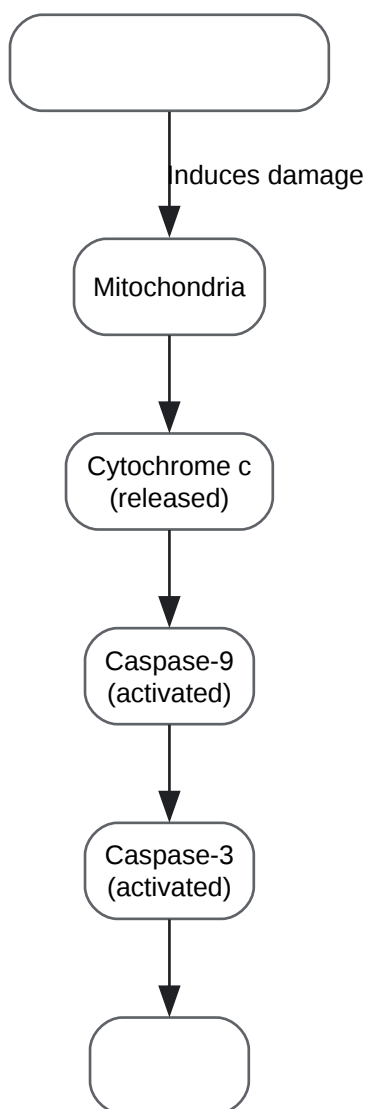 Induces damage
Mitochondria
Cytochrome c
(released)
Caspase-9
(activated)
Caspase-3
(activated)